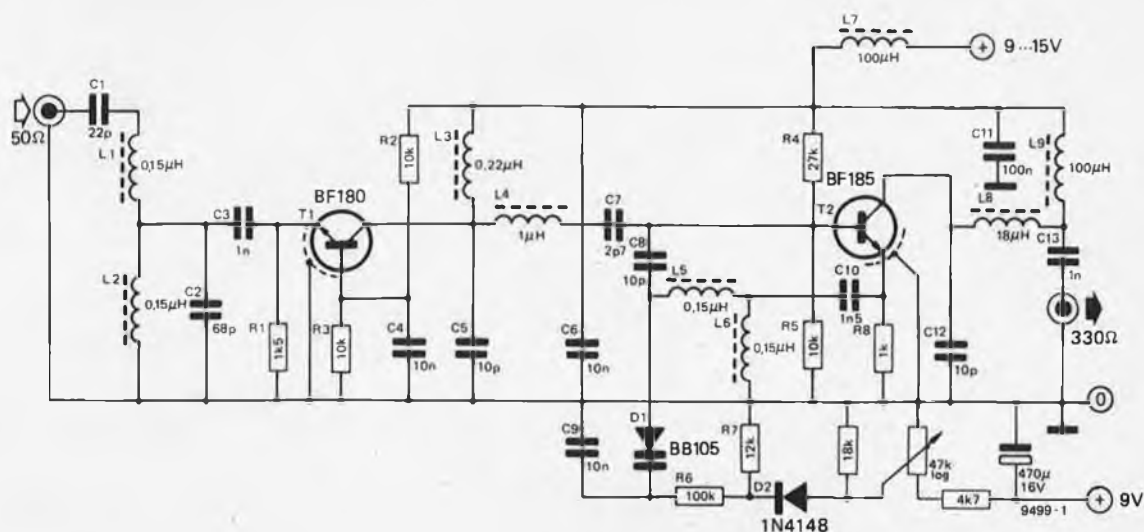 L7
100µH
+ 9...15V
C1
22p
50Ω
L1
0,15µH
R2
10k
L3
0,22µH
R4
27k
C11
100n
L9
100µH
BF180
BF185
L4
1µH
C7
2p7
T1
T2
C3
1n
L8
18µH
C13
1n
C8
10p
L5
0,15µH
C10
1n5
L2
0,15µH
C2
68p
L6
0,15µH
R1
1k5
R3
10k
C4
10n
C5
10p
C6
10n
R5
10k
R8
1k
C12
10p
330Ω
0
C9
10n
D1
BB105
R7
12k
18k
47k
log
470µ
16V
R6
100k
D2
1N4148
4k7
+ 9V
9499-1